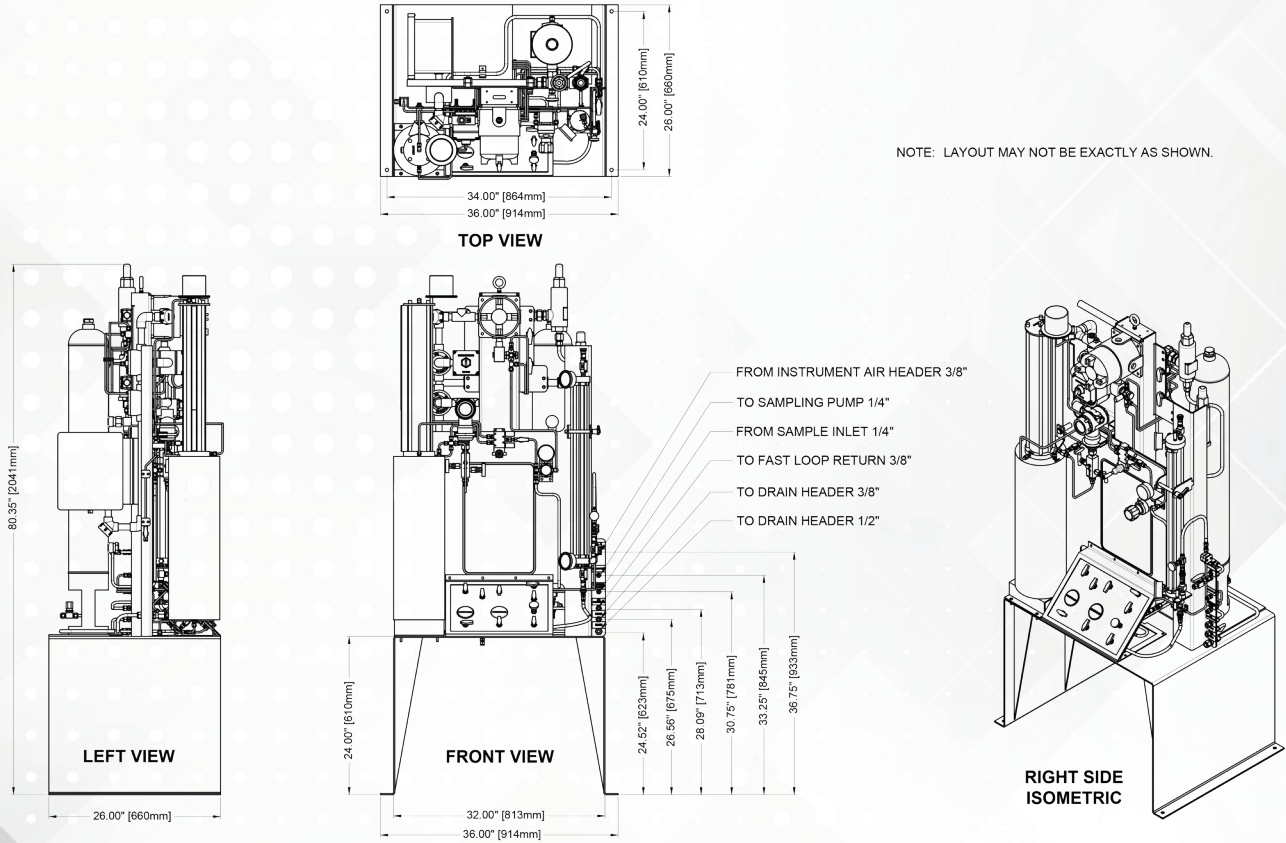 24.00" [610mm]
26.00" [660mm]
34.00" [864mm]
36.00" [914mm]
TOP VIEW
NOTE: LAYOUT MAY NOT BE EXACTLY AS SHOWN.
80.35" [2041mm]
LEFT VIEW
26.00" [660mm]
FROM INSTRUMENT AIR HEADER 3/8"
TO SAMPLING PUMP 1/4"
FROM SAMPLE INLET 1/4"
TO FAST LOOP RETURN 3/8"
TO DRAIN HEADER 3/8"
TO DRAIN HEADER 1/2"
24.00" [610mm]
FRONT VIEW
24.52" [623mm]
26.56" [675mm]
28.09" [713mm]
30.75" [781mm]
33.25" [845mm]
36.75" [933mm]
32.00" [813mm]
36.00" [914mm]
RIGHT SIDE
ISOMETRIC